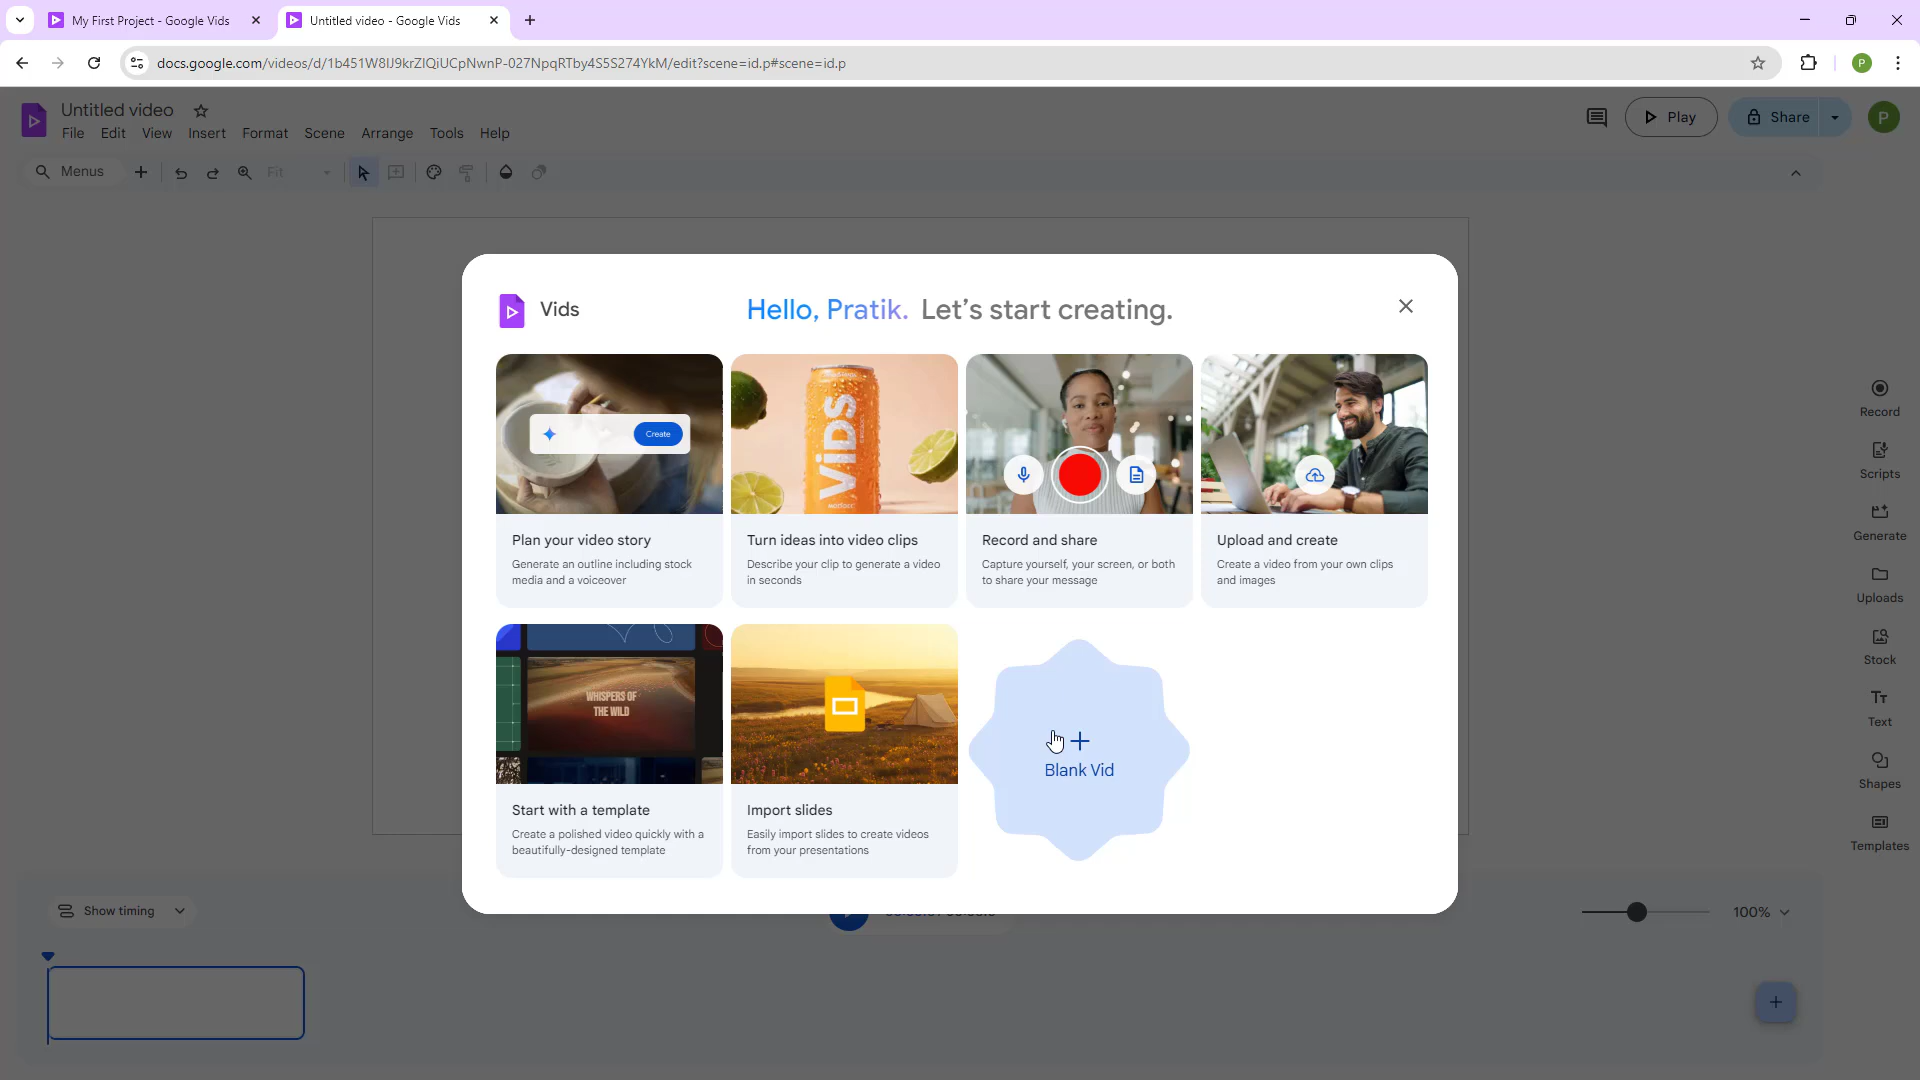 My First Project - Google Vids
Untitled video - Google Vids
docs.google.com/videos/d/1b451W8IJ9krZlQiUCpNwnP-027NpqRTby4S5S274YkM/edit?scene=id.p#scene=id.p
P
Untitled video
File Edit View Insert Format Scene Arrange Tools Help
Play
Share
P
Menus
Fit
Vids
Hello, Pratik. Let's start creating.
Create
ViDS
Plan your video story
Generate an outline including stock
media and a voiceover
Turn ideas into video clips
Describe your clip to generate a video
in seconds
Record and share
Capture yourself, your screen, or both
to share your message
Upload and create
Create a video from your own clips
and images
WHISPERS OF
THE WILD
Start with a template
Create a polished video quickly with a
beautifully-designed template
Import slides
Easily import slides to create videos
from your presentations
Blank Vid
Record
Scripts
Generate
Uploads
Stock
Tt
Text
Shapes
Templates
Show timing
100%